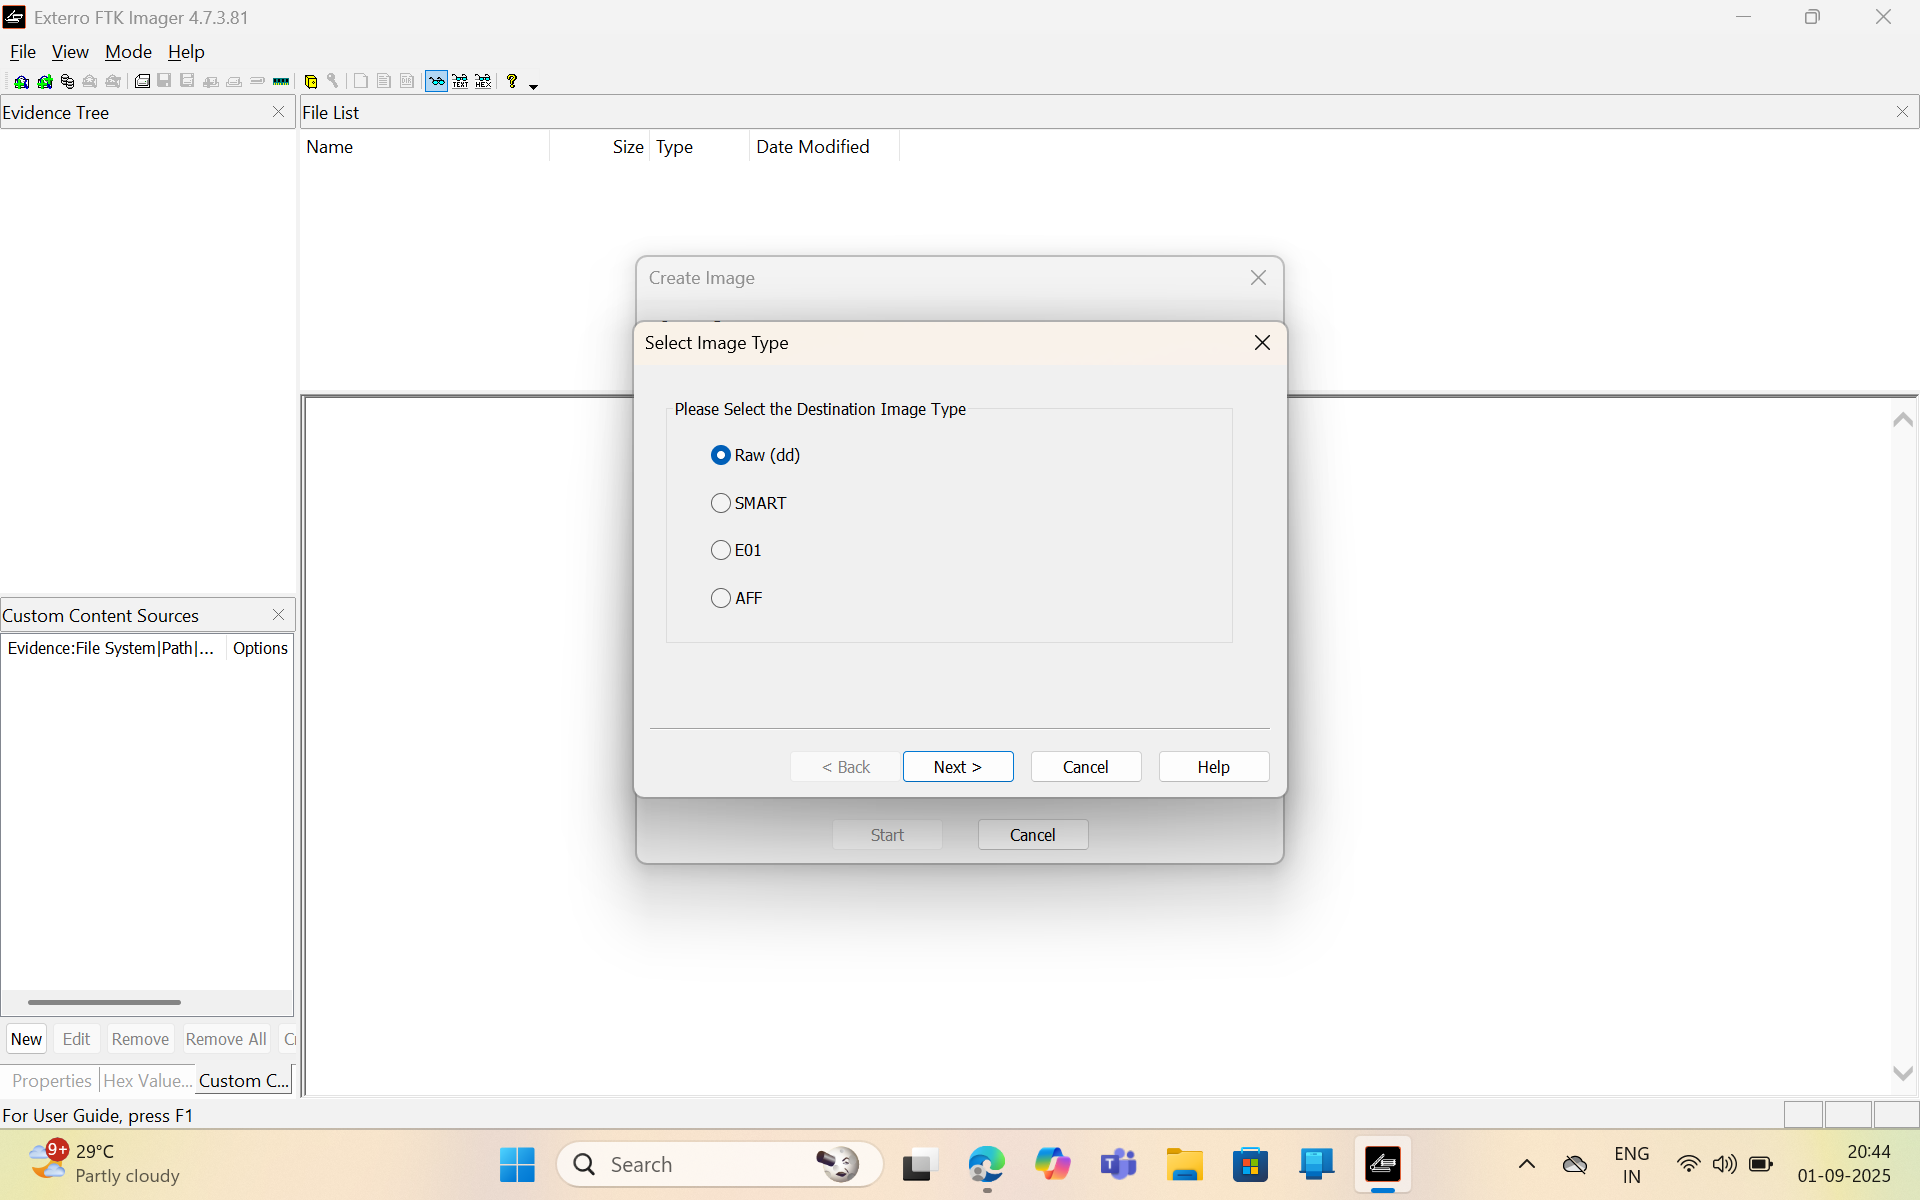 Exterro FTK Imager 4.7.3.81
File View Mode Help
Evidence Tree
File List
Name Size Type Date Modified
Create Image
Select Image Type
Please Select the Destination Image Type
Raw (dd)
SMART
E01
AFF
< Back Next > Cancel Help
Start Cancel
Custom Content Sources
Evidence:File System|Path|... Options
New Edit Remove Remove All
Properties Hex Value... Custom C...
For User Guide, press F1
9+ 29°C
Partly cloudy
Search
ENG
IN
20:44
01-09-2025